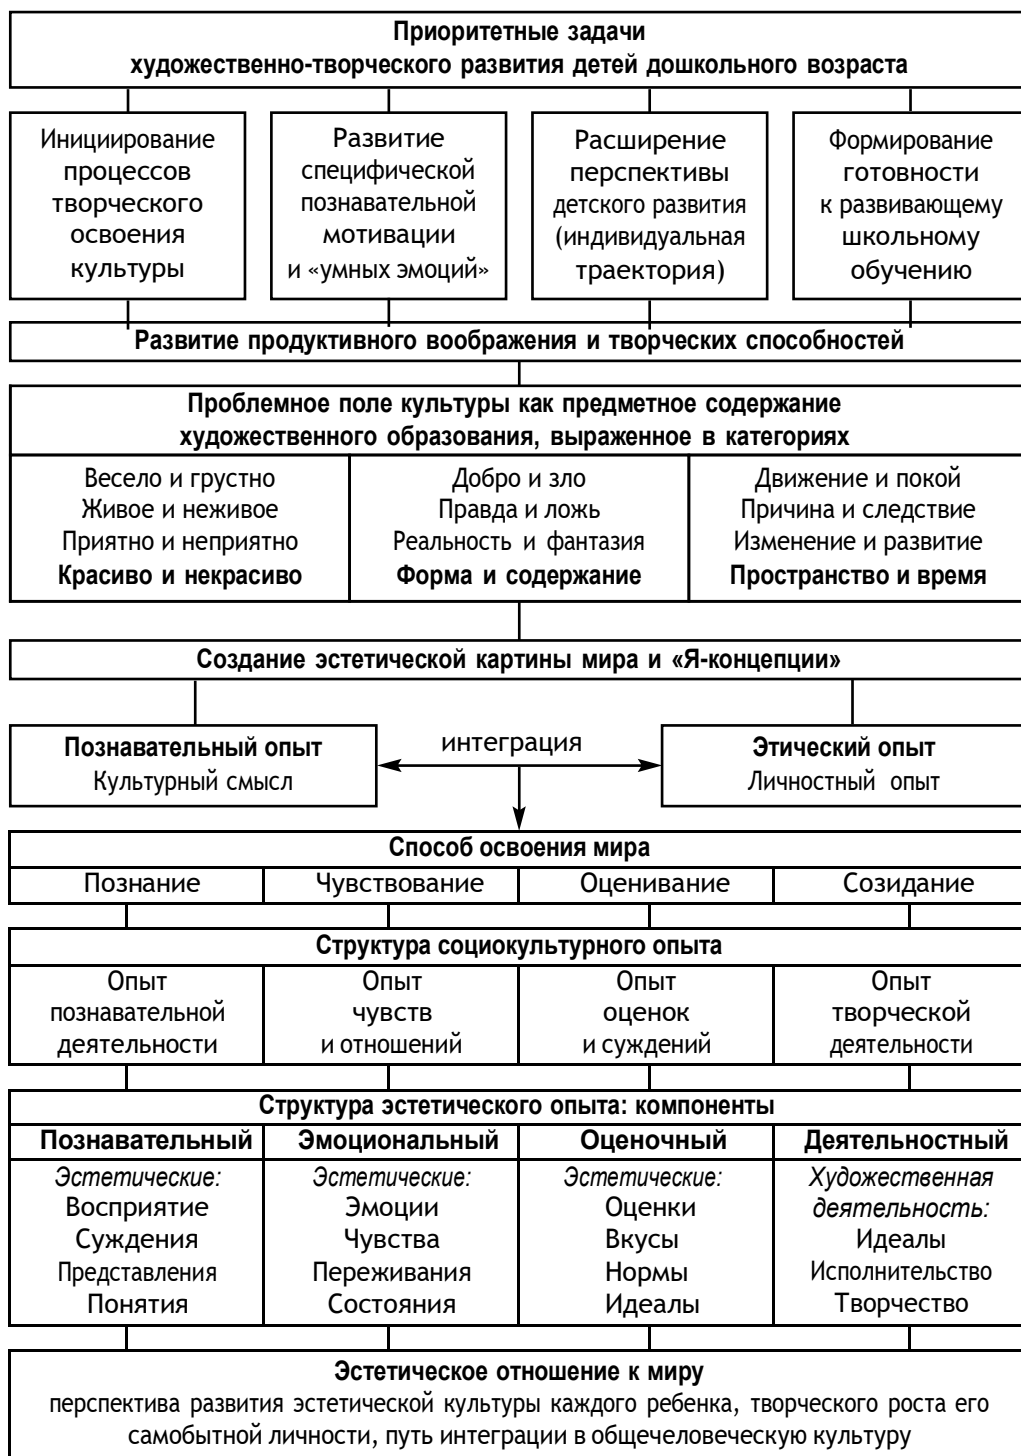 Приоритетные задачи
художественно-творческого развития детей дошкольного возраста
Инициирование
процессов
творческого
освоения
культуры
Развитие
специфической
познавательной
мотивации
и «умных эмоций»
Расширение
перспективы
детского развития
(индивидуальная
траектория)
Формирование
готовности
к развивающему
школьному
обучению
Развитие продуктивного воображения и творческих способностей
Проблемное поле культуры как предметное содержание
художественного образования, выраженное в категориях
Весело и грустно
Живое и неживое
Приятно и неприятно
Красиво и некрасиво
Добро и зло
Правда и ложь
Реальность и фантазия
Форма и содержание
Движение и покой
Причина и следствие
Изменение и развитие
Пространство и время
Создание эстетической картины мира и «Я-концепции»
Познавательный опыт
Культурный смысл
интеграция
Этический опыт
Личностный опыт
Способ освоения мира
Познание
Чувствование
Оценивание
Созидание
Структура социокультурного опыта
Опыт
познавательной
деятельности
Опыт
чувств
и отношений
Опыт
оценок
и суждений
Опыт
творческой
деятельности
Структура эстетического опыта: компоненты
Познавательный
Эстетические:
Восприятие
Суждения
Представления
Понятия
Эмоциональный
Эстетические:
Эмоции
Чувства
Переживания
Состояния
Оценочный
Эстетические:
Оценки
Вкусы
Нормы
Идеалы
Деятельностный
Художественная
деятельность:
Идеалы
Исполнительство
Творчество
Эстетическое отношение к миру
перспектива развития эстетической культуры каждого ребенка, творческого роста его
самобытной личности, путь интеграции в общечеловеческую культуру